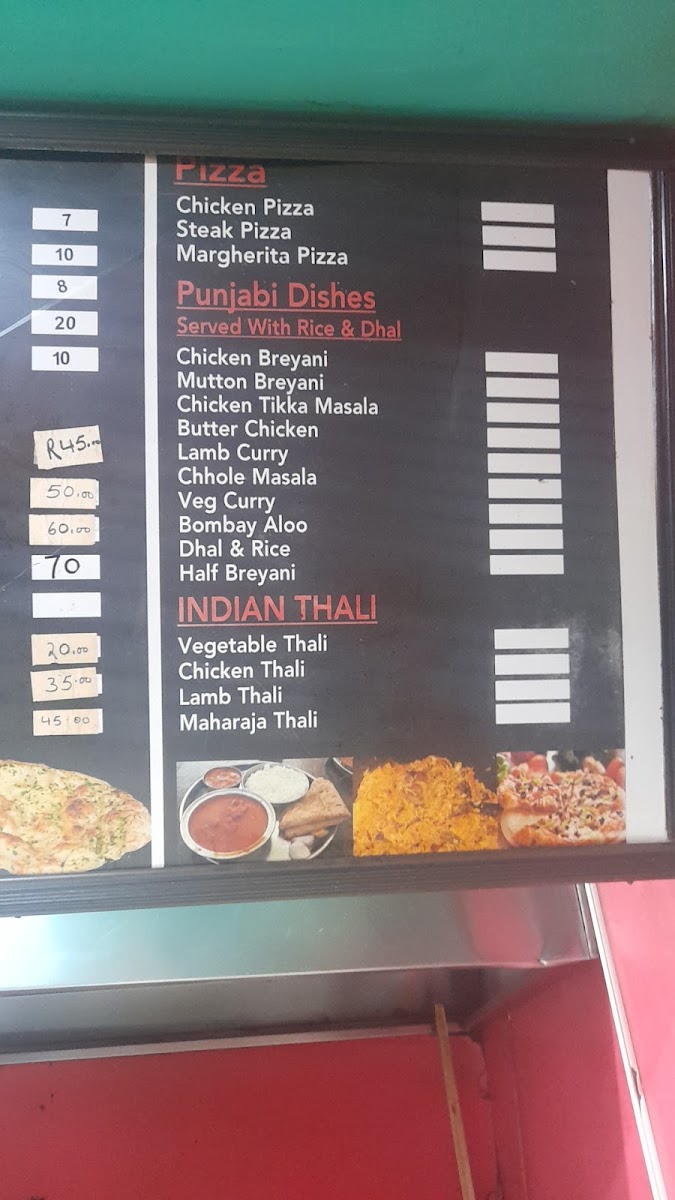 7
10
8
20
10
R45.00
50.00
60.00
70
20.00
35.00
45 00
Pizza
Chicken Pizza
Steak Pizza
Margherita Pizza
Punjabi Dishes
Served With Rice & Dhal
Chicken Breyani
Mutton Breyani
Chicken Tikka Masala
Butter Chicken
Lamb Curry
Chhole Masala
Veg Curry
Bombay Aloo
Dhal & Rice
Half Breyani
INDIAN THALI
Vegetable Thali
Chicken Thali
Lamb Thali
Maharaja Thali